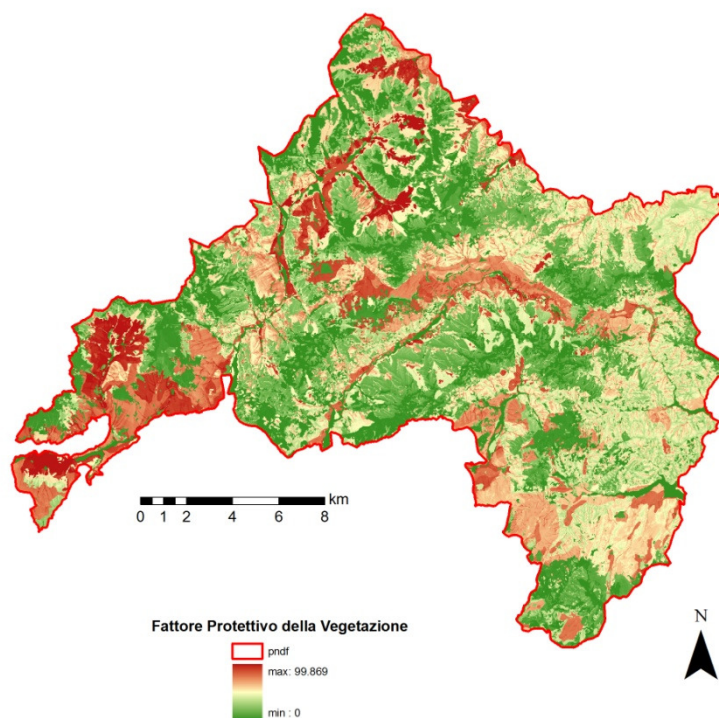 km
0 1 2 4 6 8
N
Fattore Protettivo della Vegetazione
pndf
max: 99.869
min : 0